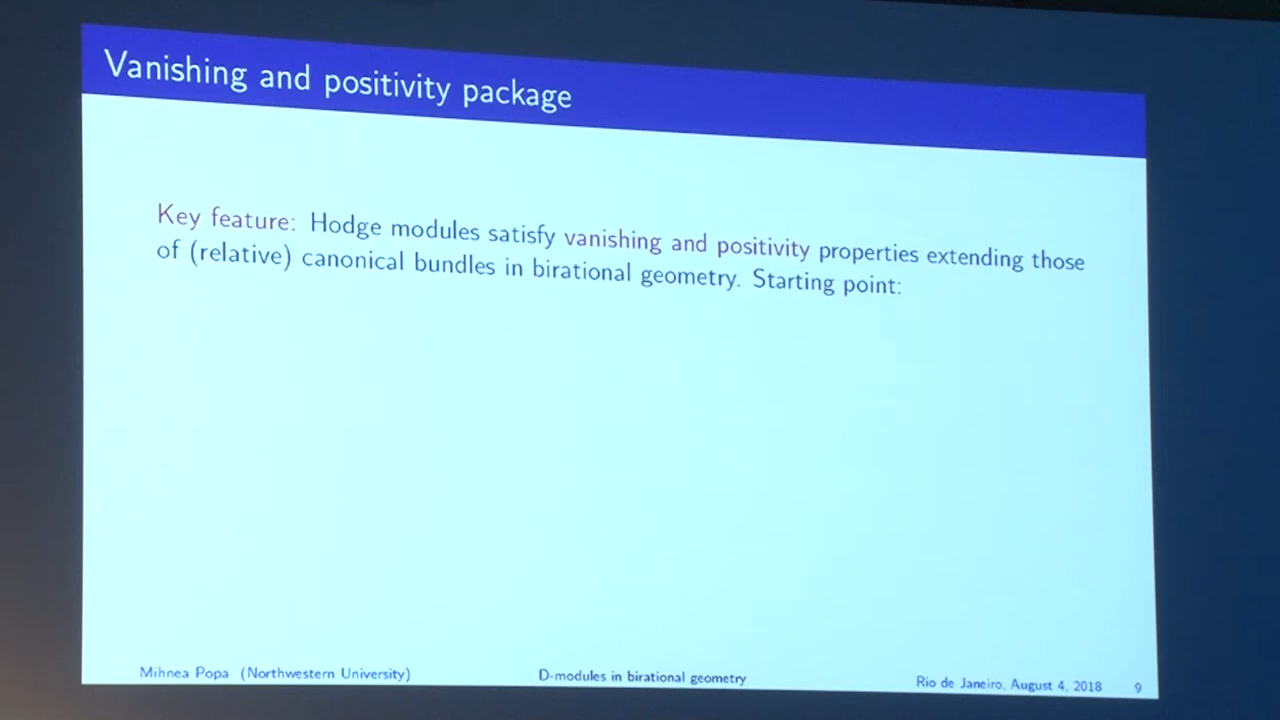 Vanishing and positivity package
Key feature: Hodge modules satisfy vanishing and positivity properties extending those
of (relative) canonical bundles in birational geometry. Starting point:
Mihnea Popa (Northwestern University)
D-modules in birational geometry
Rio de Janeiro, August 4, 2018
9